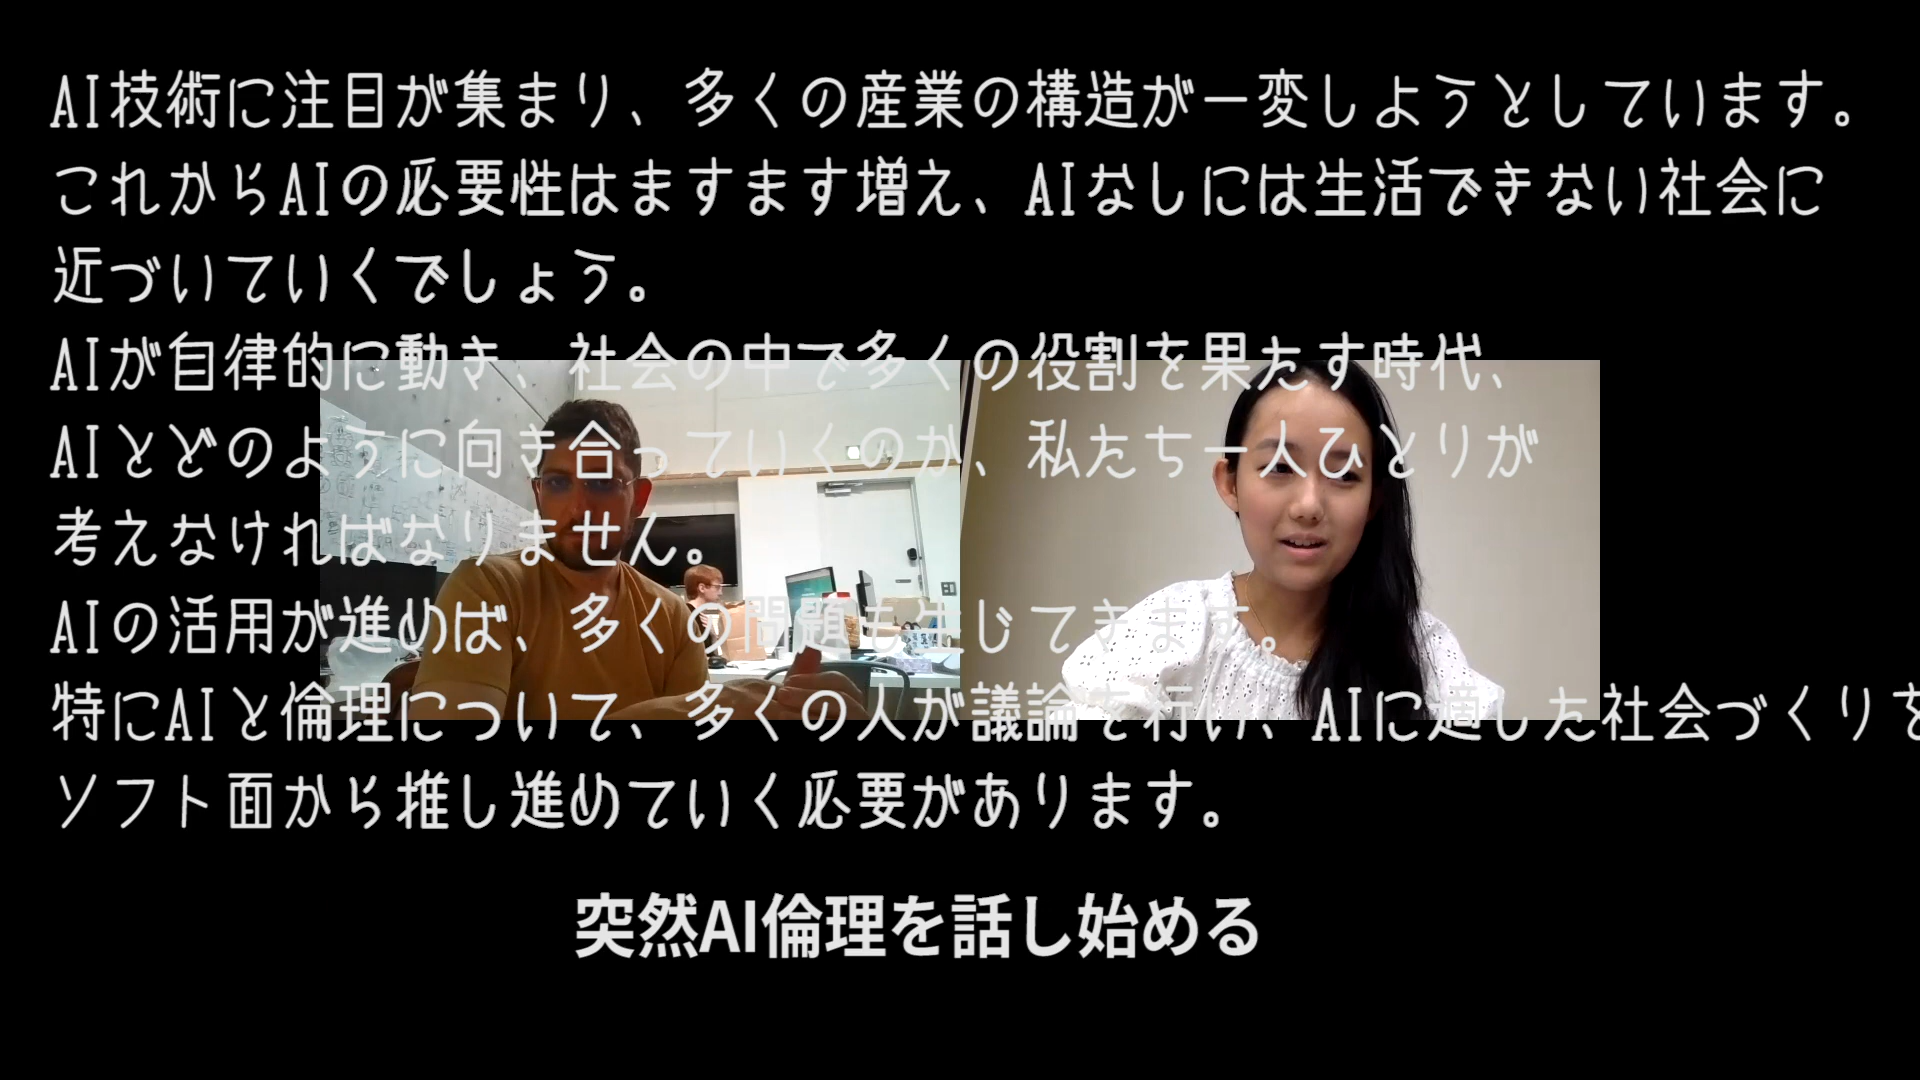 AI技術に注目が集まり、多くの産業の構造が一変しようとしています。
これからAIの必要性はますます増え、AIなしには生活できない社会に
近づいていくでしょう。
AIが自律的に動き、社会の中で多くの役割を果たす時代、
AIとどのように向き合っていくのか、私たち一人ひとりが
考えなければなりません。
AIの活用が進めば、多くの問題も生じてきます。
特にAIと倫理について、多くの人が議論を行い、AIに適した社会づくりを
ソフト面から推し進めていく必要があります。
突然AI倫理を話し始める